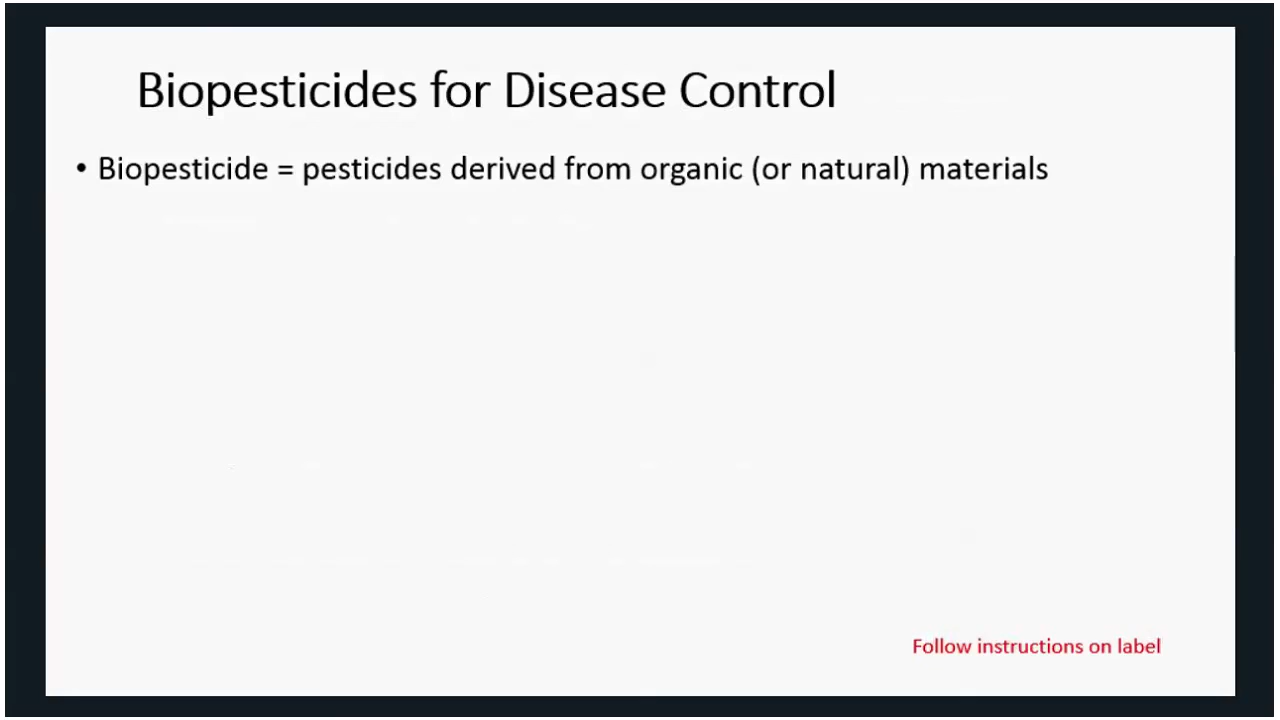 Biopesticides for Disease Control
• Biopesticide = pesticides derived from organic (or natural) materials
Follow instructions on label